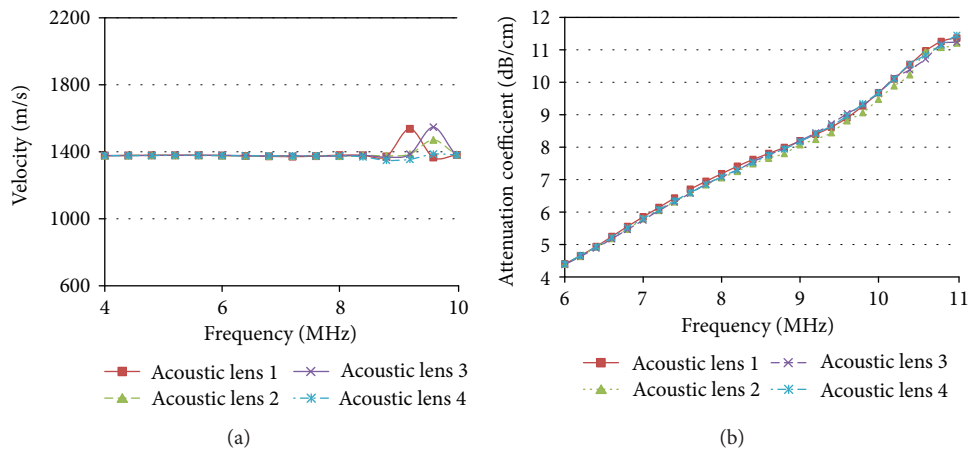 Velocity (m/s)
2200
1800
1400
1000
600
4
6
8
10
Frequency (MHz)
Acoustic lens 1
Acoustic lens 3
Acoustic lens 2
Acoustic lens 4
(a)
Attenuation coefficient (dB/cm)
12
11
10
9
8
7
6
5
4
6
7
8
9
10
11
Frequency (MHz)
Acoustic lens 1
Acoustic lens 3
Acoustic lens 2
Acoustic lens 4
(b)